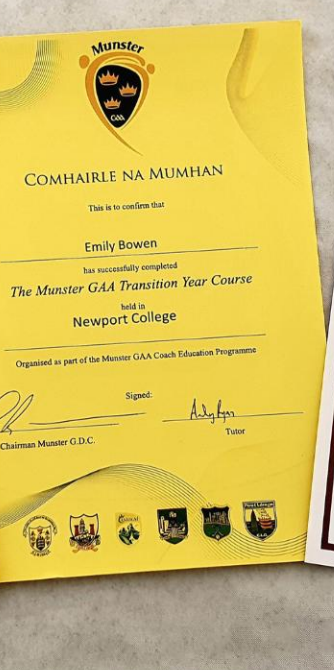 Munster
GAA
COMHAIRLE NA MUMHAN
This is to confirm that
Emily Bowen
has successfully completed
The Munster GAA Transition Year Course
held in
Newport College
Organised as part of the Munster GAA Coach Education Programme
Signed:
Chairman Munster G.D.C.
Tutor